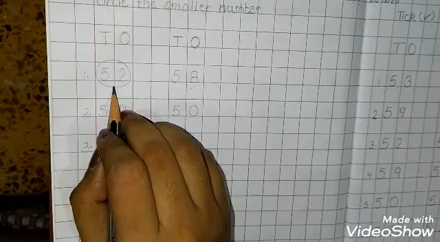 Circle the smaller number
Tick (✓)
T O T O
1. 5 2 5 8
2. 5 5 0
2.
T O
1. 5 3
2. 5 9
3. 5 2
4. 5 9
5. 5 0
Made with
VideoShow